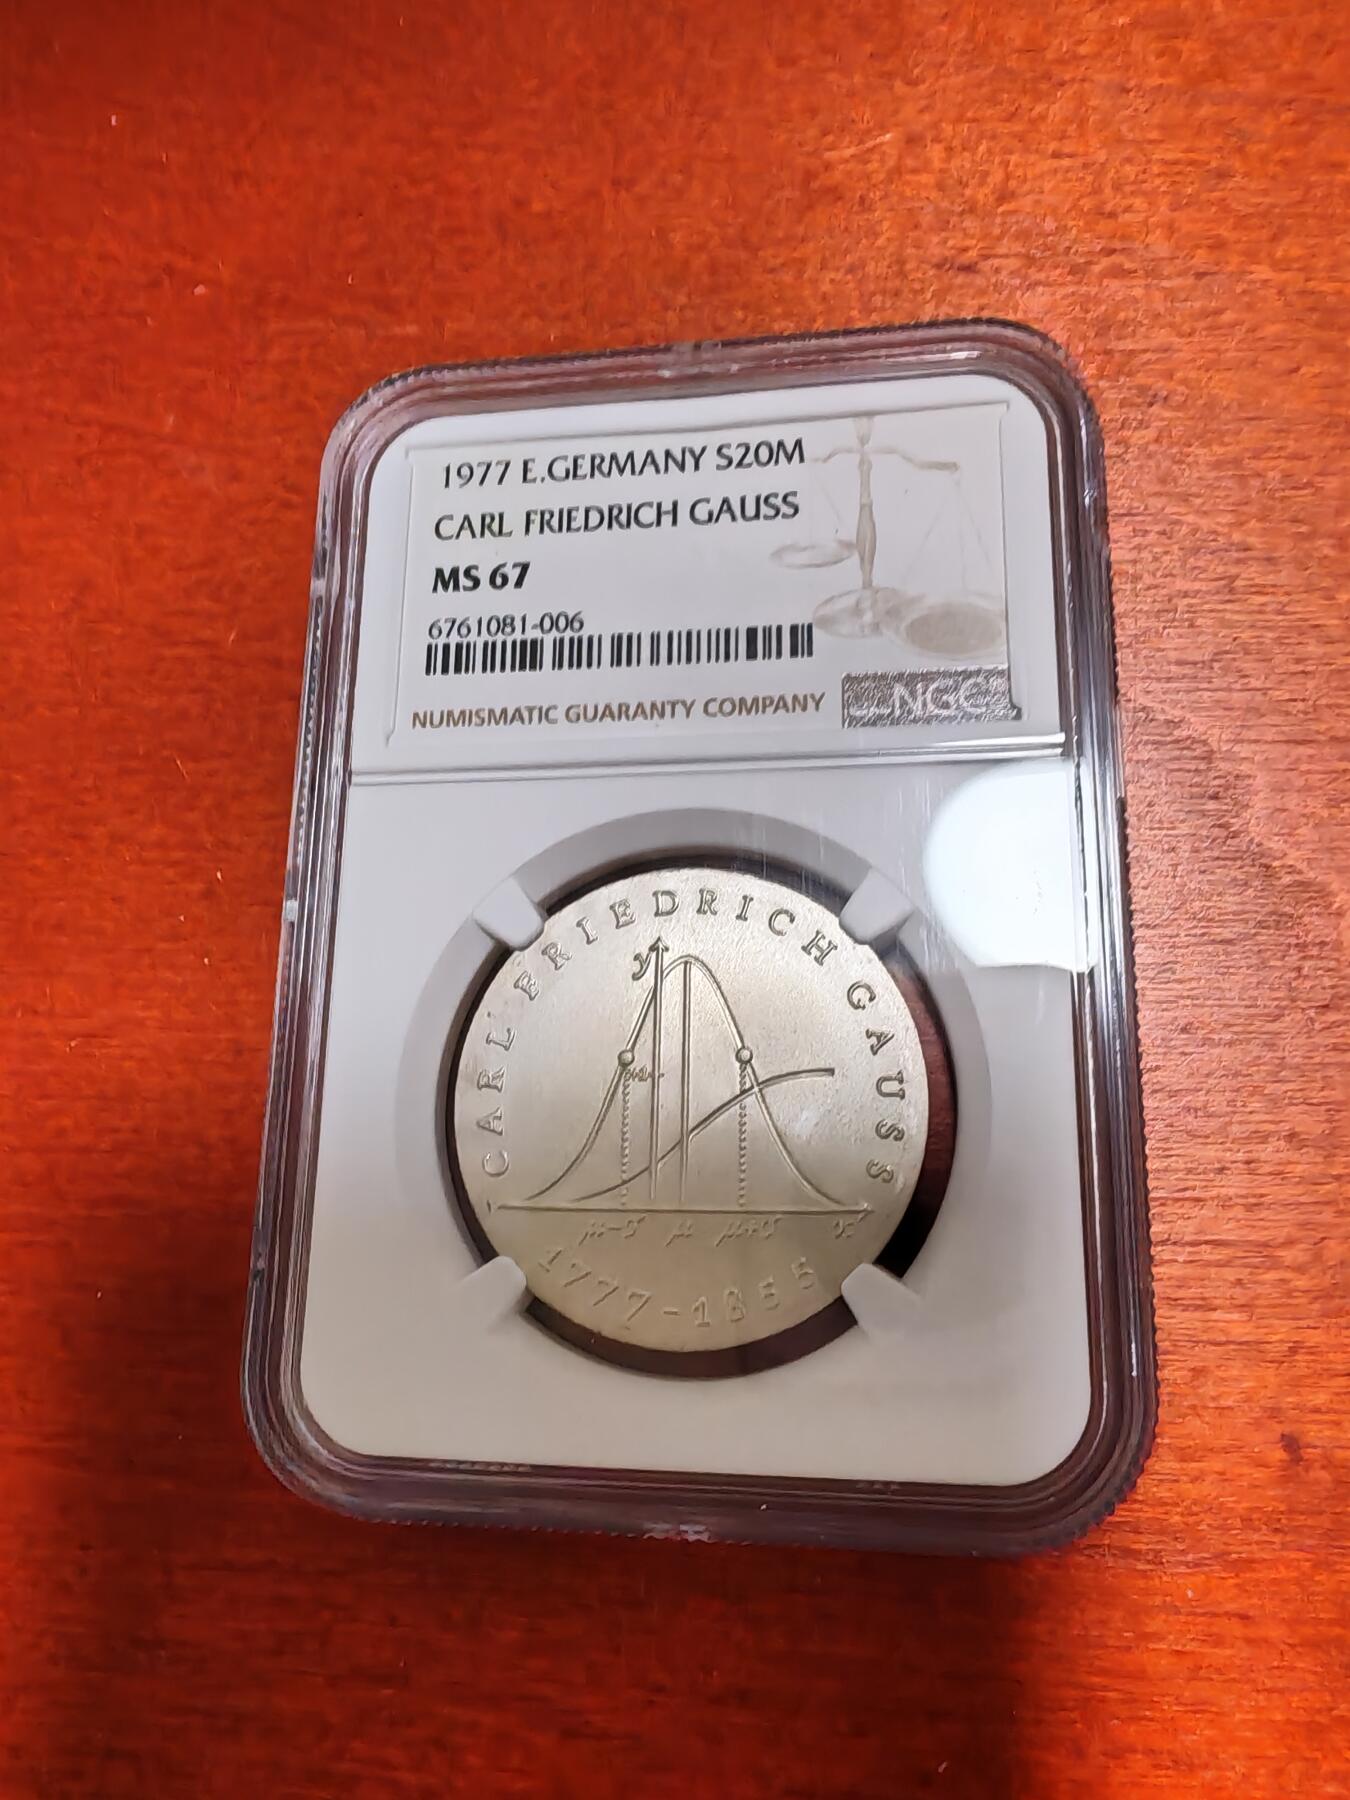 1977 E.GERMANY S20M
CARL FRIEDRICH GAUSS
MS 67
6761081-006
NUMISMATIC GUARANTY COMPANY
NGC
CARL FRIEDRICH GAUSS
y
μ-σ μ μ+σ x
1777-1855